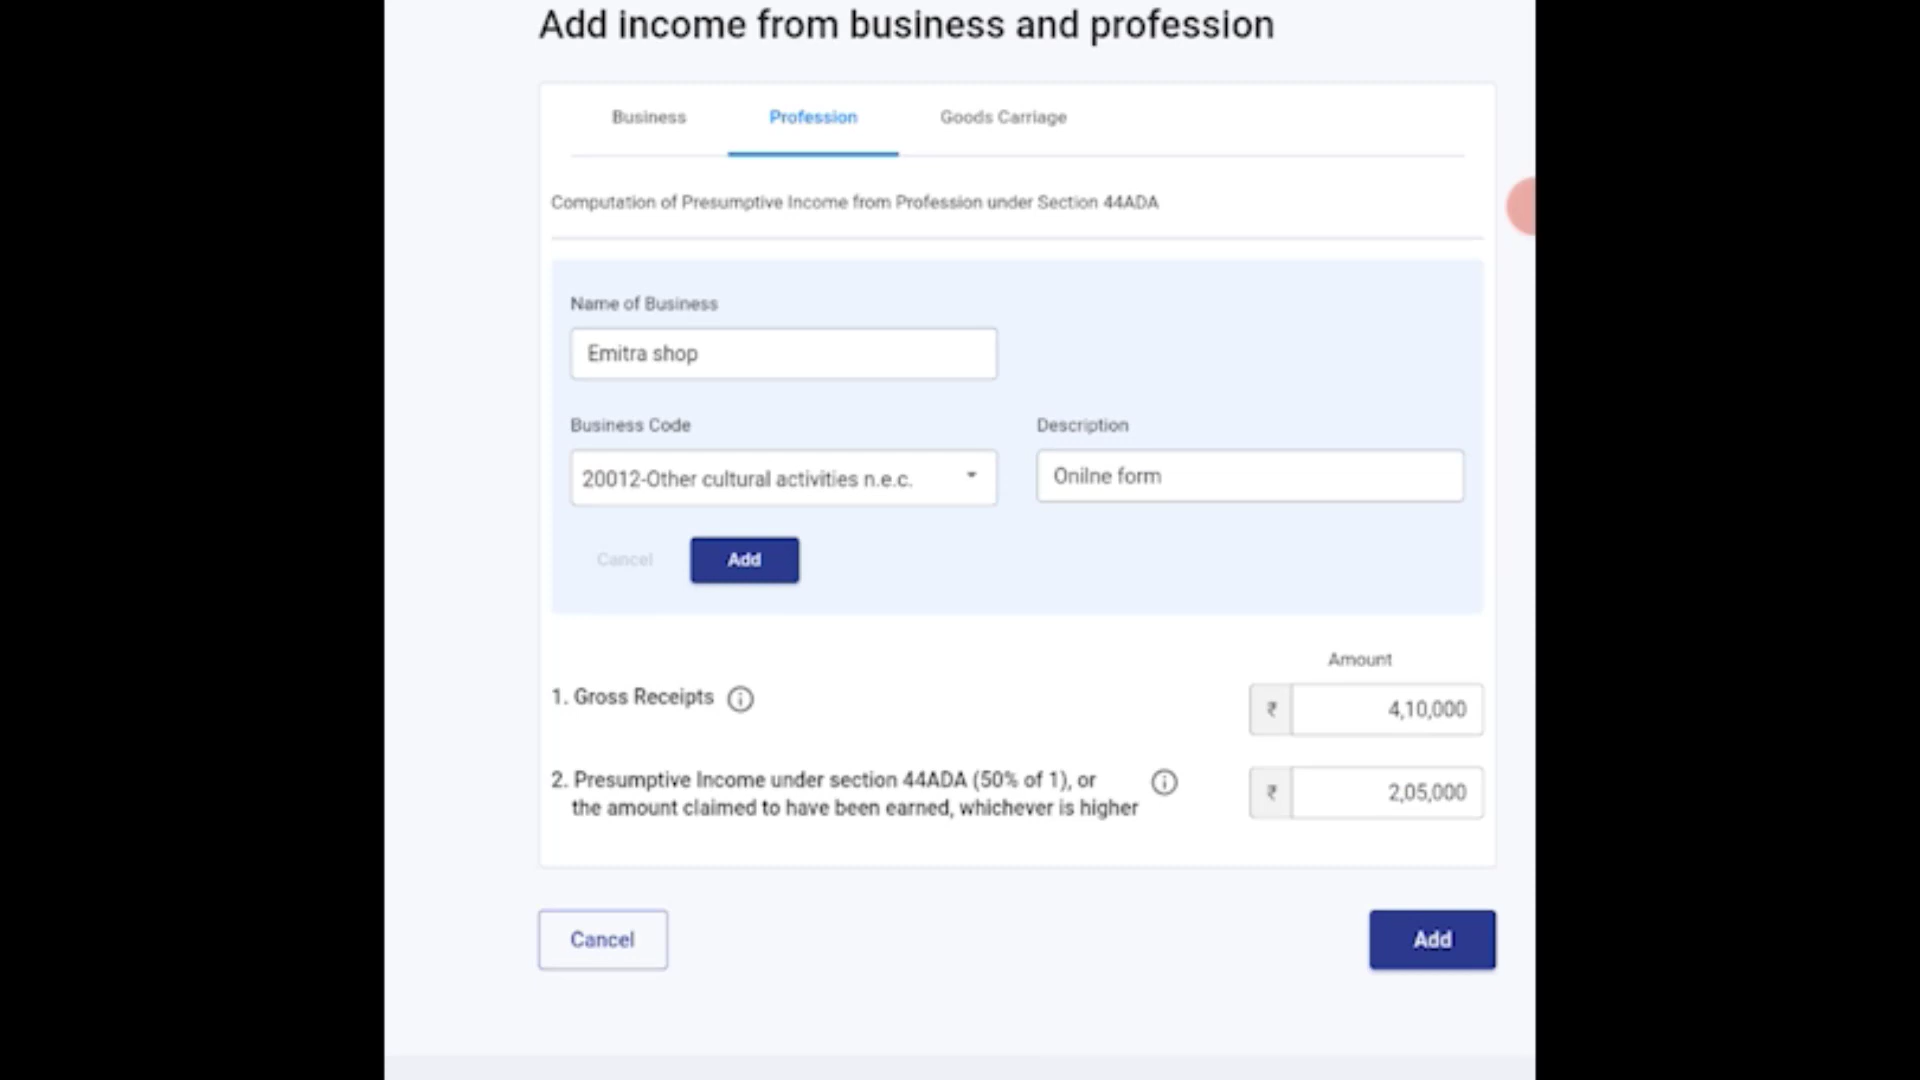 Add income from business and profession
Business Profession Goods Carriage
Computation of Presumptive Income from Profession under Section 44ADA
Name of Business
Emitra shop
Business Code Description
20012-Other cultural activities n.e.c. Onilne form
Cancel Add
Amount
1. Gross Receipts ₹ 4,10,000
2. Presumptive Income under section 44ADA (50% of 1), or
the amount claimed to have been earned, whichever is higher ₹ 2,05,000
Cancel Add